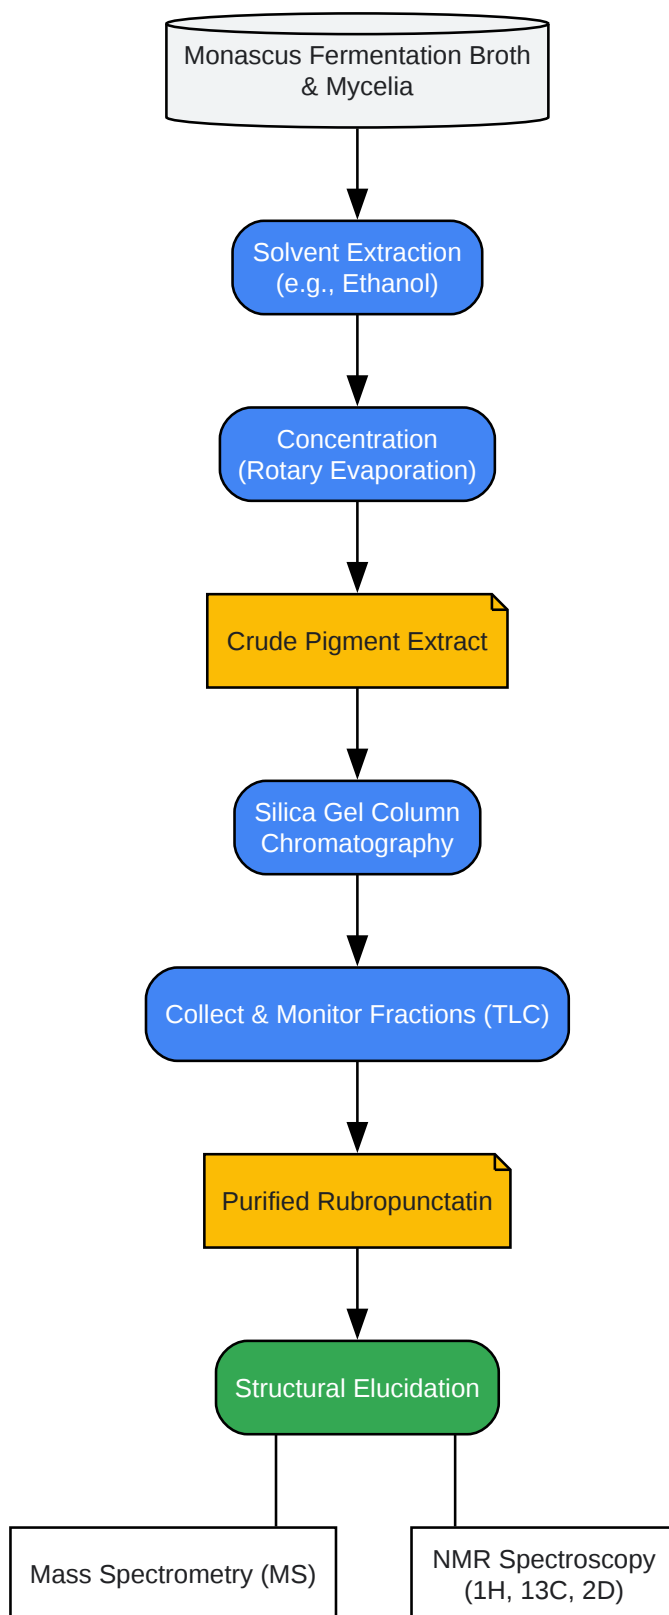 Monascus Fermentation Broth
& Mycelia
Solvent Extraction
(e.g., Ethanol)
Concentration
(Rotary Evaporation)
Crude Pigment Extract
Silica Gel Column
Chromatography
Collect & Monitor Fractions (TLC)
Purified Rubropunctatin
Structural Elucidation
Mass Spectrometry (MS)
NMR Spectroscopy
(1H, 13C, 2D)